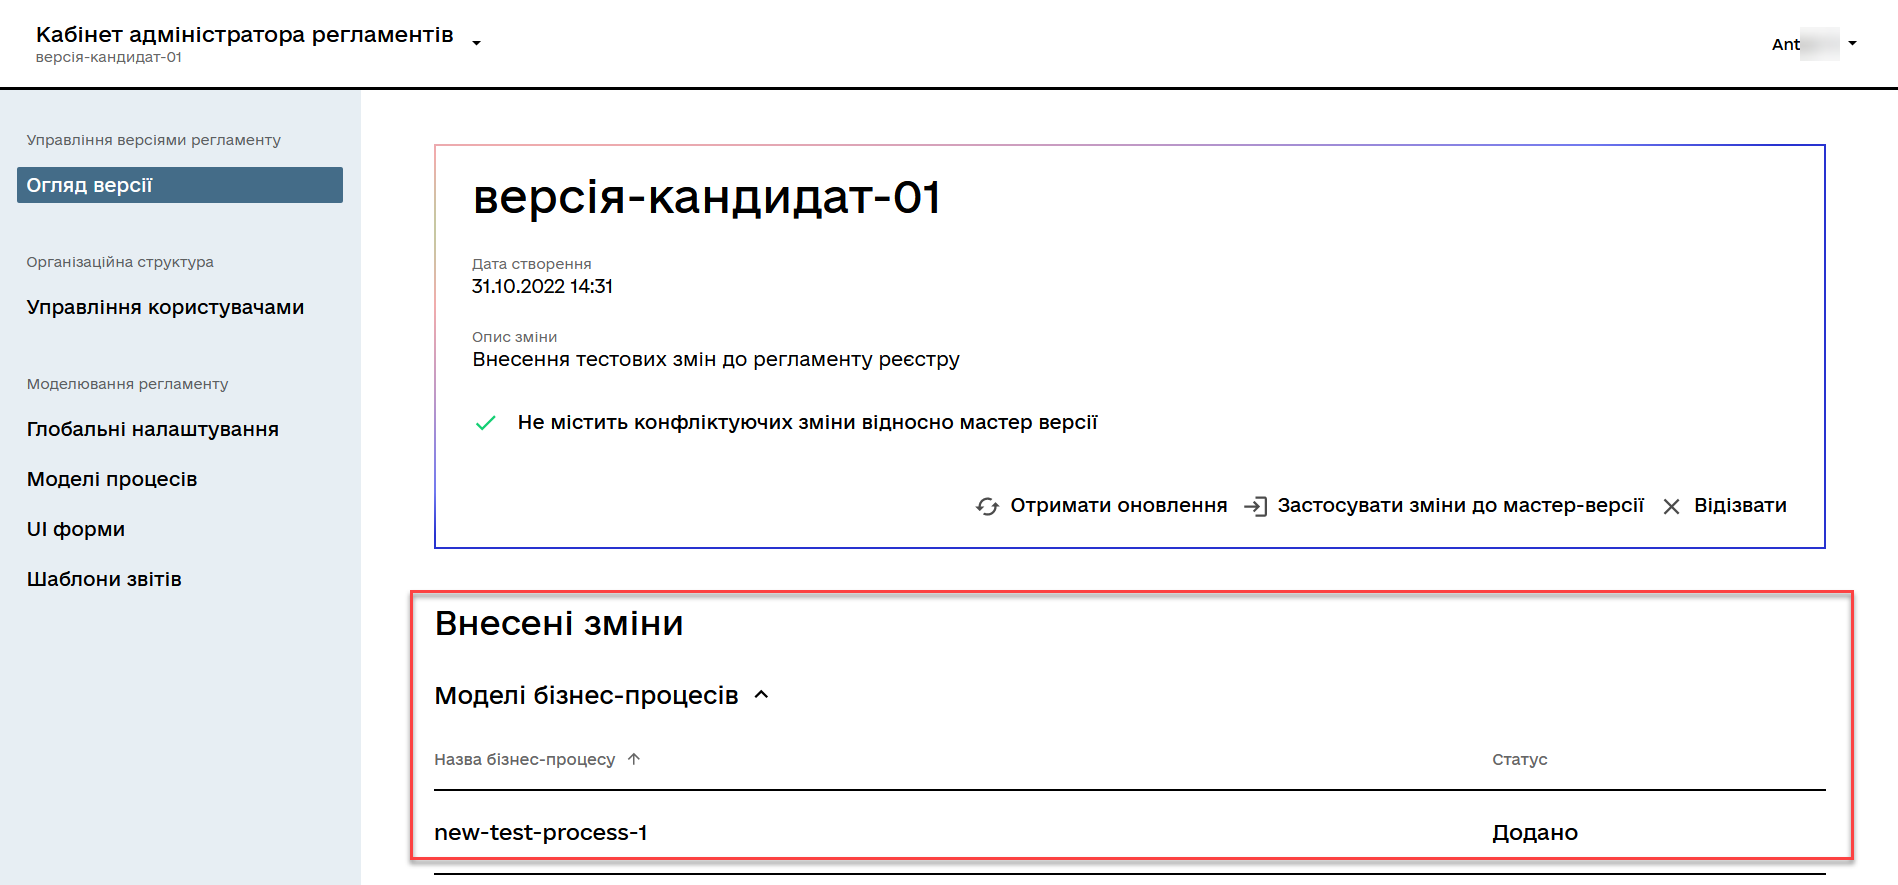 Кабінет адміністратора регламентів
версія-кандидат-01
Ant
Управління версіями регламенту
Огляд версії
Організаційна структура
Управління користувачами
Моделювання регламенту
Глобальні налаштування
Моделі процесів
UI форми
Шаблони звітів
версія-кандидат-01
Дата створення
31.10.2022 14:31
Опис зміни
Внесення тестових змін до регламенту реєстру
Не містить конфліктуючих зміни відносно мастер версії
Отримати оновлення Застосувати зміни до мастер-версії Відізвати
Внесені зміни
Моделі бізнес-процесів
Назва бізнес-процесу Статус
new-test-process-1 Додано